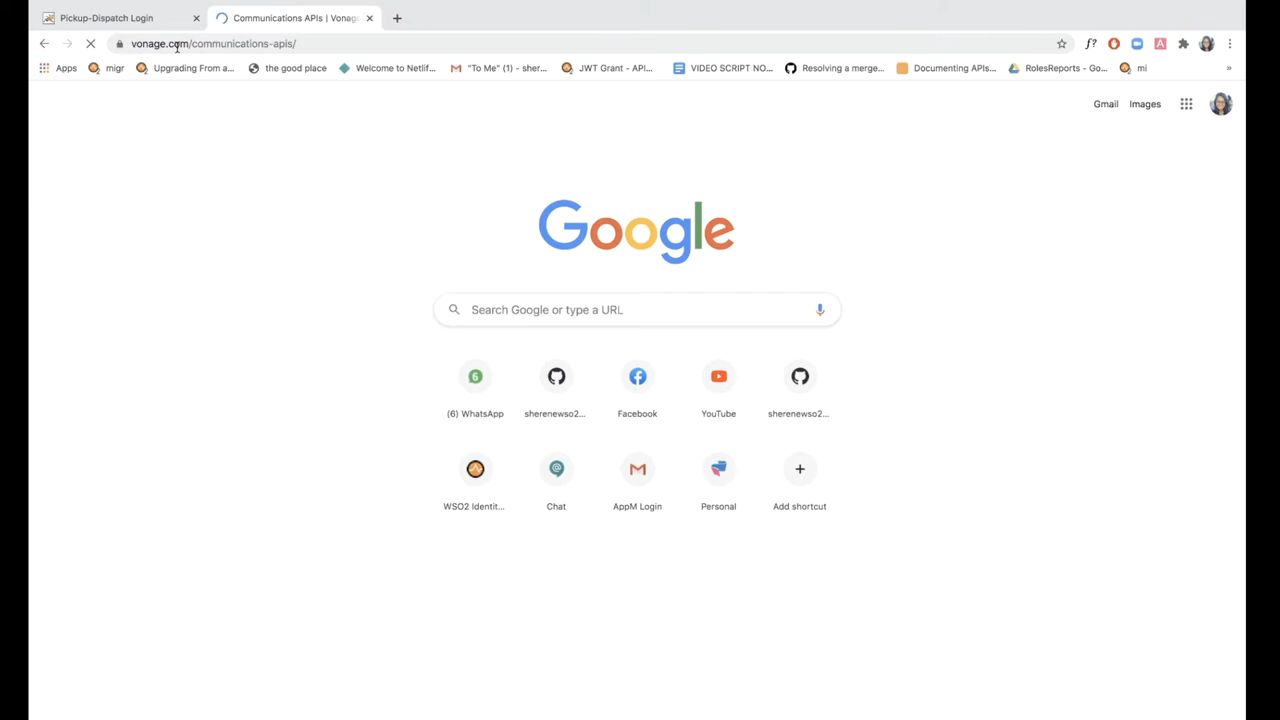 Pickup-Dispatch Login
Communications APIs | Vonag
vonage.com/communications-apis/
f?
A
Apps
migr
Upgrading From a...
the good place
Welcome to Netlif...
"To Me" (1) - sher...
JWT Grant - API...
VIDEO SCRIPT NO...
Resolving a merge...
Documenting APIs...
RolesReports - Go...
mi
»
Gmail
Images
Google
Search Google or type a URL
6
(6) WhatsApp
sherenewso2...
Facebook
YouTube
sherenewso2...
WSO2 Identit...
Chat
AppM Login
Personal
Add shortcut